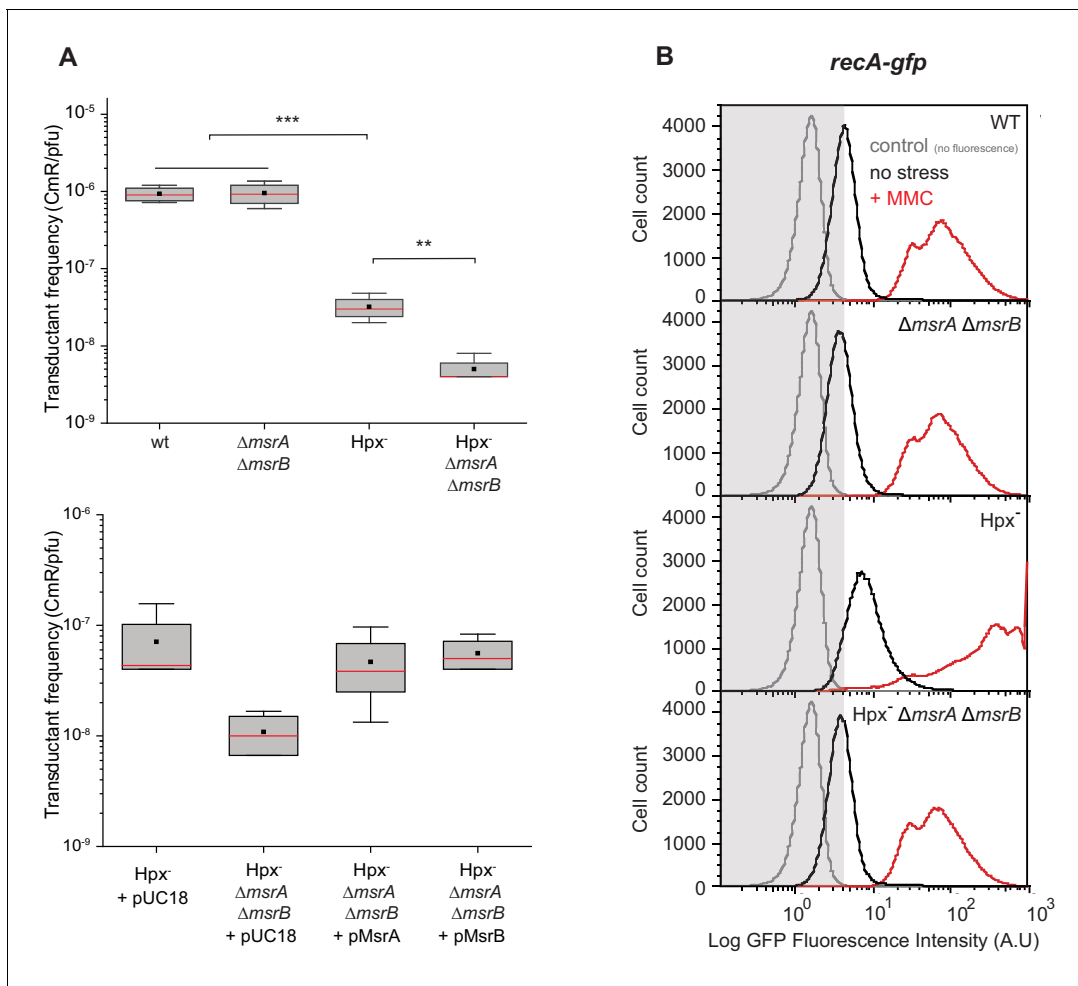 A
Transductant frequency (CmR/pfu)
10⁻⁵
10⁻⁶
10⁻⁷
10⁻⁸
10⁻⁹
***
**
wt
ΔmsrA
ΔmsrB
Hpx⁻
Hpx⁻
ΔmsrA
ΔmsrB
Transductant frequency (CmR/pfu)
10⁻⁶
10⁻⁷
10⁻⁸
10⁻⁹
Hpx⁻
+ pUC18
Hpx⁻
ΔmsrA
ΔmsrB
+ pUC18
Hpx⁻
ΔmsrA
ΔmsrB
+ pMsrA
Hpx⁻
ΔmsrA
ΔmsrB
+ pMsrB
B
recA-gfp
Cell count
4000
3000
2000
1000
0
WT
control (no fluorescence)
no stress
+ MMC
Cell count
4000
3000
2000
1000
0
ΔmsrA ΔmsrB
Cell count
4000
3000
2000
1000
0
Hpx⁻
Cell count
4000
3000
2000
1000
0
Hpx⁻ ΔmsrA ΔmsrB
10⁰ 10¹ 10² 10³
Log GFP Fluorescence Intensity (A.U)